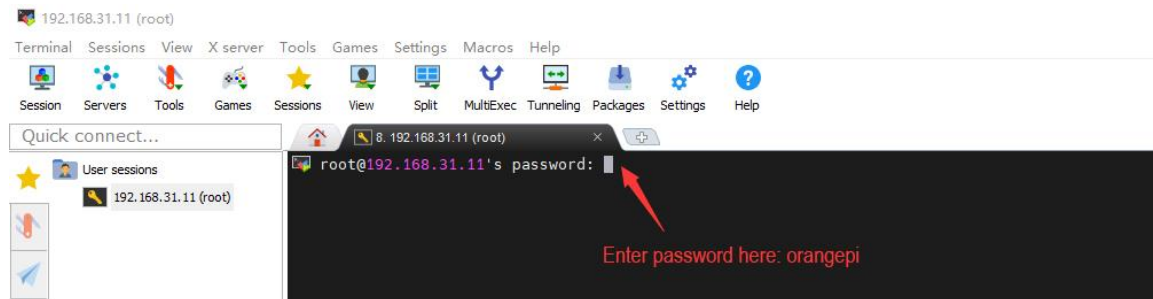 192.168.31.11 (root)
Terminal Sessions View X server Tools Games Settings Macros Help
Session Servers Tools Games Sessions View Split MultiExec Tunneling Packages Settings Help
Quick connect...
8. 192.168.31.11 (root)
User sessions
192.168.31.11 (root)
root@192.168.31.11's password:
Enter password here: orangepi